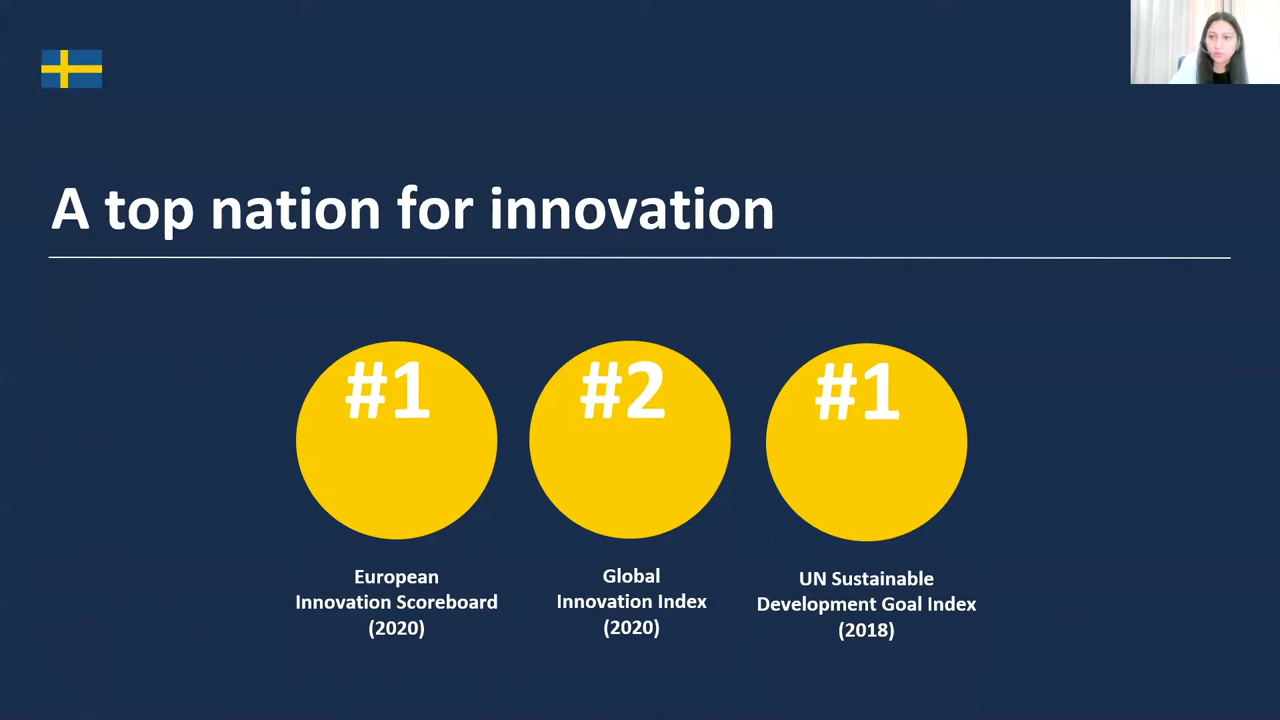 A top nation for innovation
#1
#2
#1
European
Innovation Scoreboard
(2020)
Global
Innovation Index
(2020)
UN Sustainable
Development Goal Index
(2018)